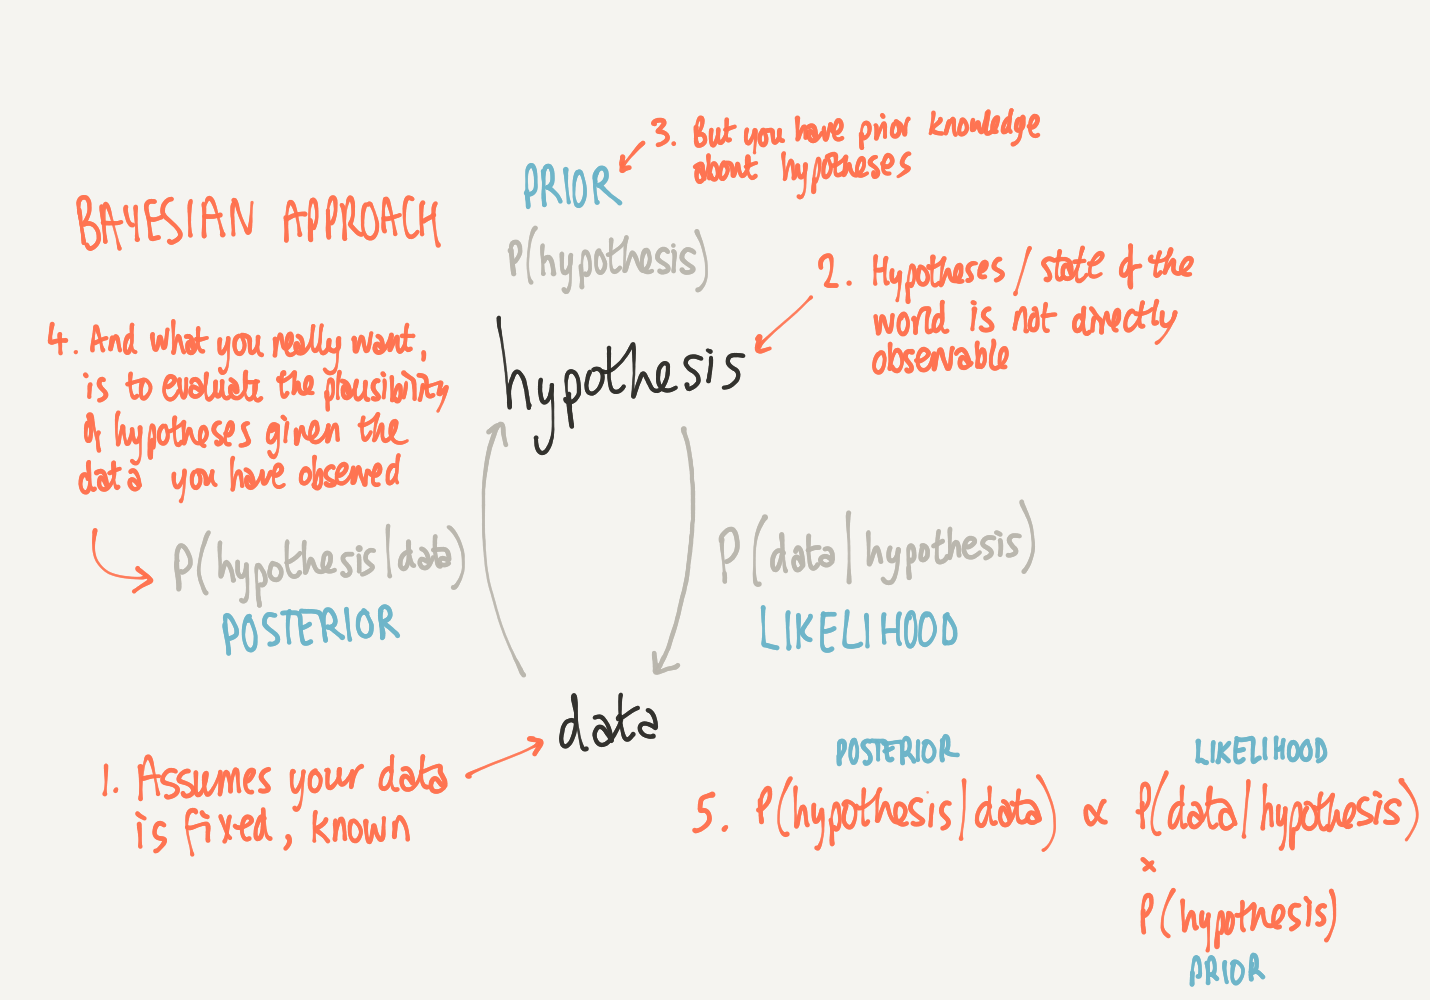 BAYESIAN APPROACH
PRIOR
P(hypothesis)
3. But you have prior knowledge
about hypotheses
2. Hypotheses / state of the
world is not directly
observable
hypothesis
4. And what you really want,
is to evaluate the plausibility
of hypotheses given the
data you have observed
P(hypothesis|data)
POSTERIOR
P(data|hypothesis)
LIKELIHOOD
data
1. Assumes your data
is fixed, known
POSTERIOR LIKELIHOOD
5. P(hypothesis|data) ∝ P(data|hypothesis)
×
P(hypothesis)
PRIOR